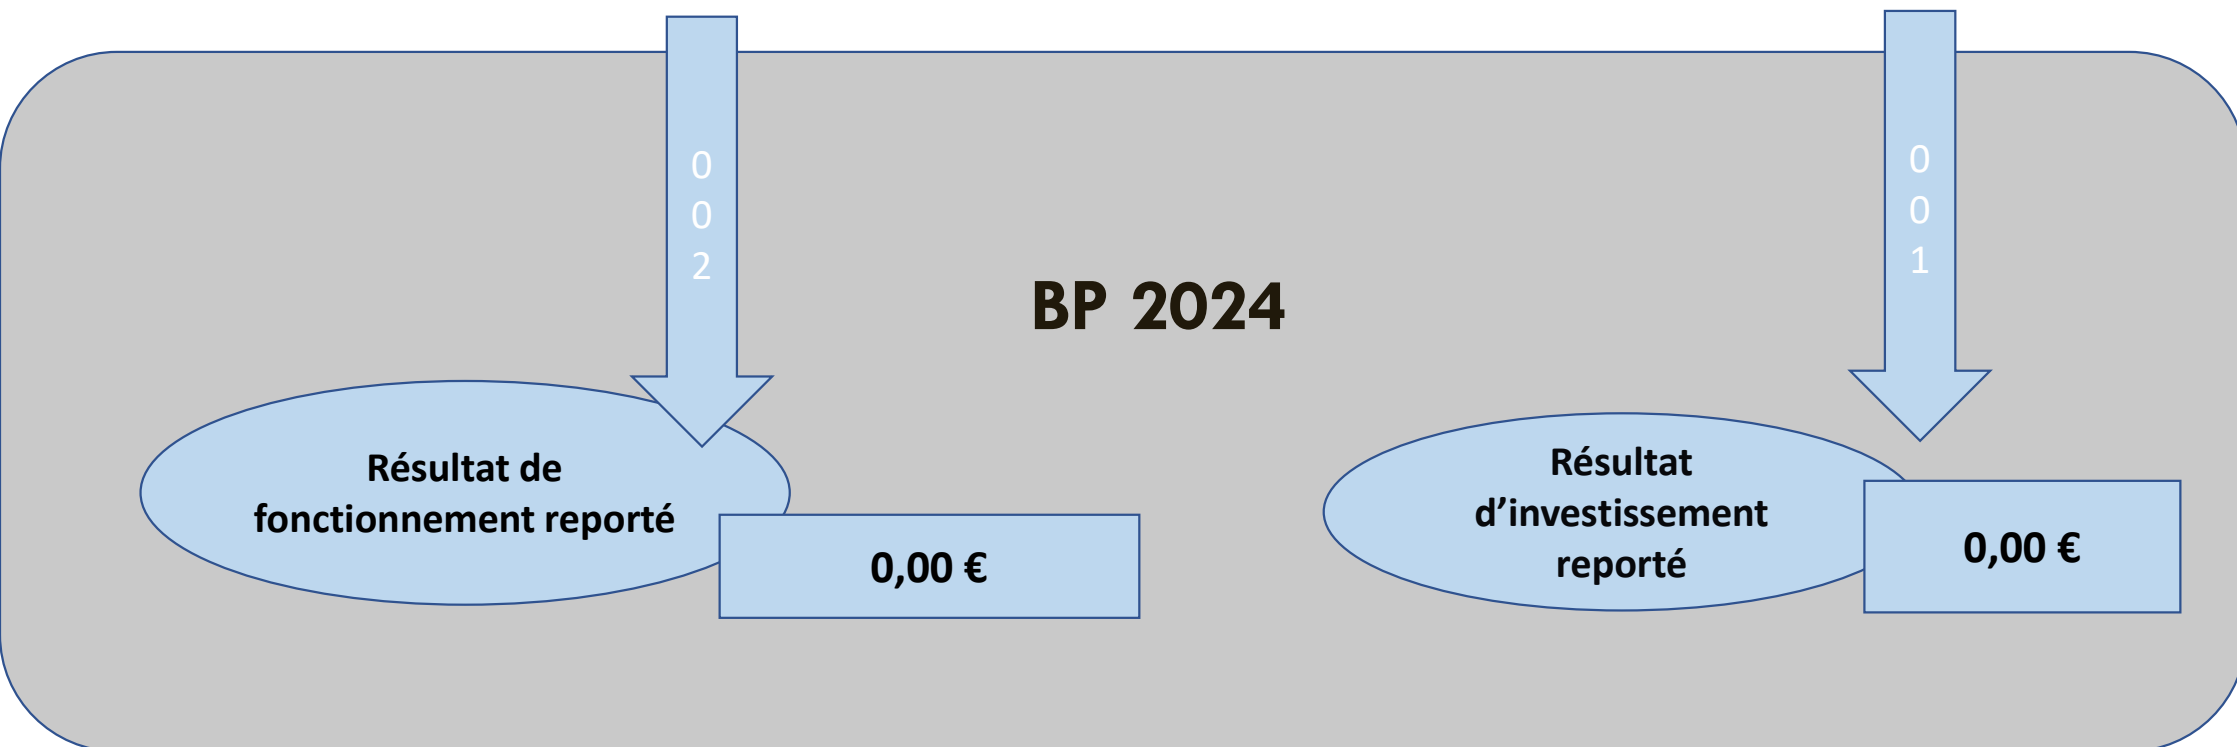 0
0
2
0
0
1
BP 2024
Résultat de
fonctionnement reporté
0,00 €
Résultat
d’investissement
reporté
0,00 €